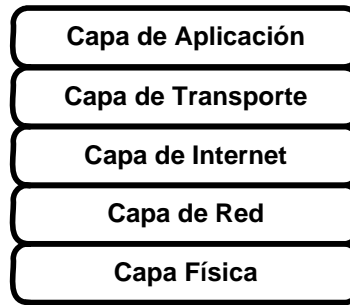 Capa de Aplicación
Capa de Transporte
Capa de Internet
Capa de Red
Capa Física